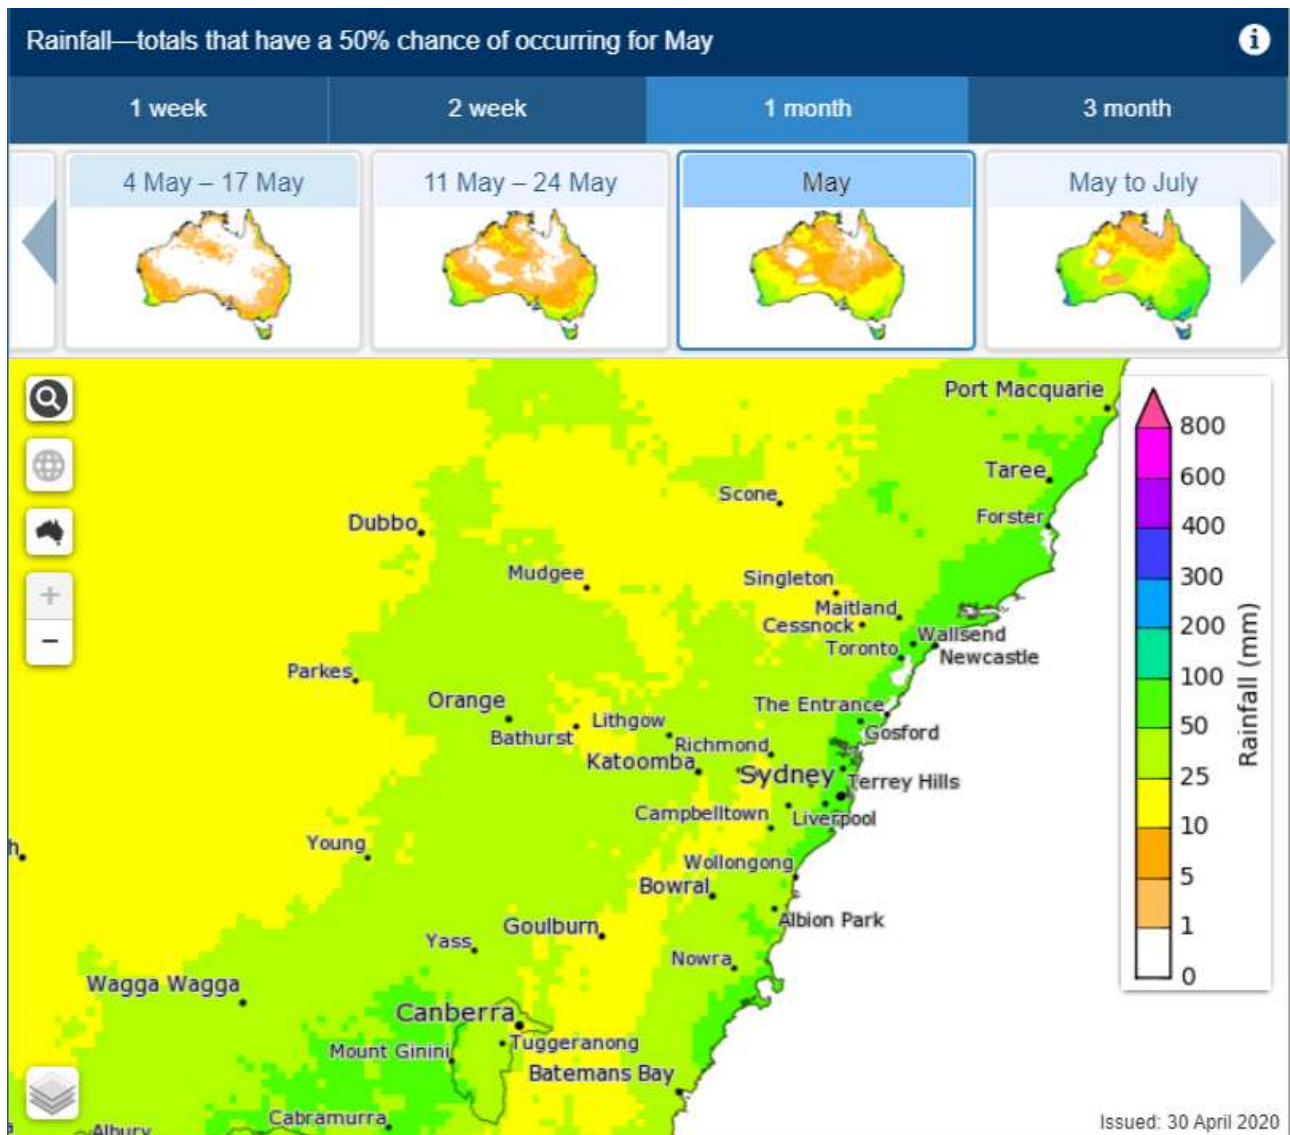 Rainfall—totals that have a 50% chance of occurring for May
1 week
2 week
1 month
3 month
4 May – 17 May
11 May – 24 May
May
May to July
Port Macquarie
Taree
Scone
Forster
Dubbo
Mudgee
Singleton
Maitland
Cessnock
Wallsend
Toronto
Newcastle
Parkes
Orange
The Entrance
Lithgow
Gosford
Bathurst
Richmond
Katoomba
Sydney
Terrey Hills
Campbelltown
Liverpool
Young
Wollongong
Bowral
Albion Park
Goulburn
Yass
Nowra
Wagga Wagga
Canberra
Tuggeranong
Mount Ginini
Batemans Bay
Cabramurra
Albury
800
600
400
300
200
100
50
25
10
5
1
0
Rainfall (mm)
Issued: 30 April 2020